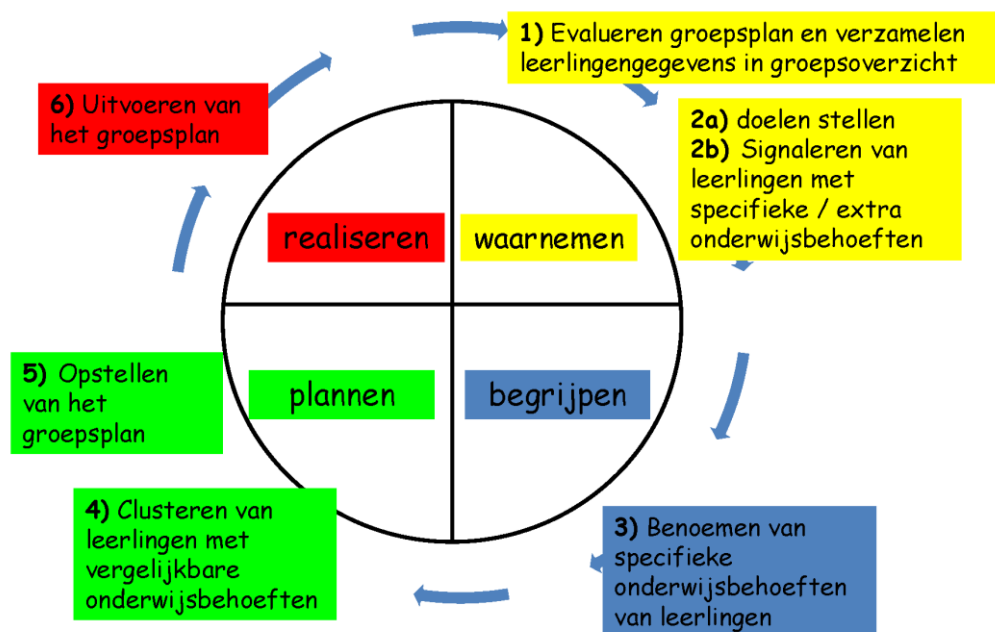 1) Evalueren groepsplan en verzamelen
leerlingengegevens in groepsoverzicht
2a) doelen stellen
2b) Signaleren van
leerlingen met
specifieke / extra
onderwijsbehoeften
3) Benoemen van
specifieke
onderwijsbehoeften
van leerlingen
4) Clusteren van
leerlingen met
vergelijkbare
onderwijsbehoeften
5) Opstellen
van het
groepsplan
6) Uitvoeren van
het groepsplan
realiseren
waarnemen
plannen
begrijpen